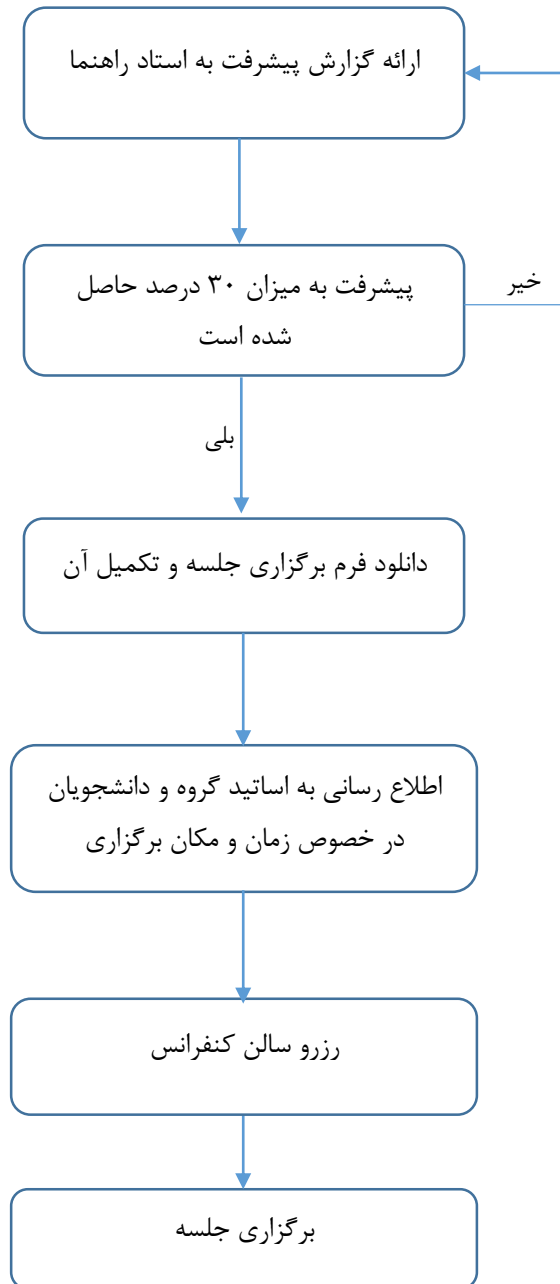 ارائه گزارش پیشرفت به استاد راهنما
پیشرفت به میزان ۳۰ درصد حاصل
شده است
خیر
بلی
دانلود فرم برگزاری جلسه و تکمیل آن
اطلاع رسانی به اساتید گروه و دانشجویان
در خصوص زمان و مکان برگزاری
رزرو سالن کنفرانس
برگزاری جلسه